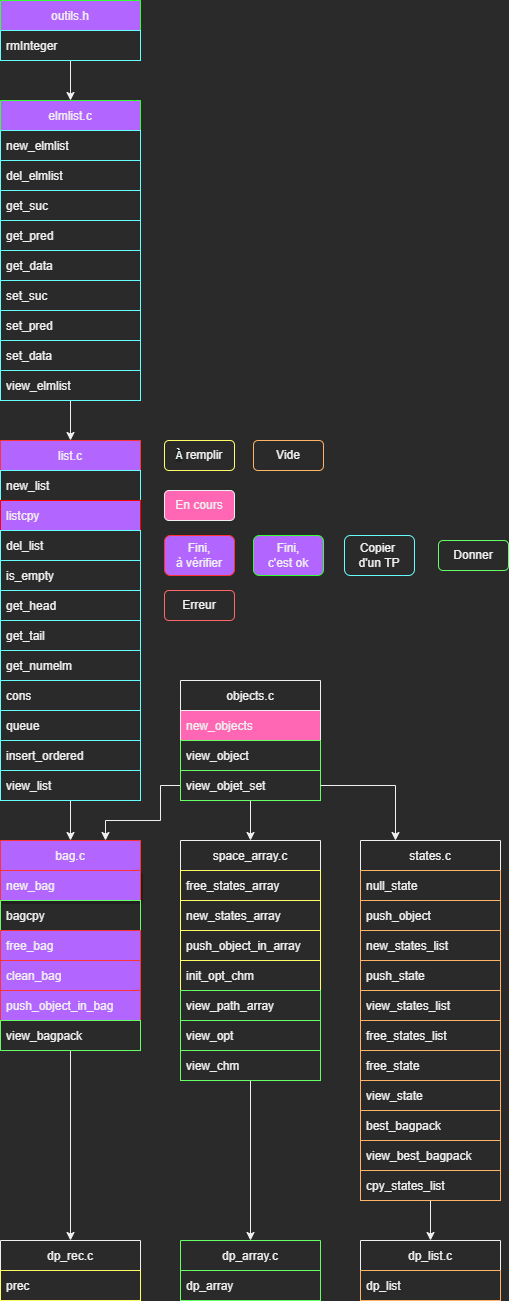 outils.h
rmInteger
elmlist.c
new_elmlist
del_elmlist
get_suc
get_pred
get_data
set_suc
set_pred
set_data
view_elmlist
list.c
new_list
listcpy
del_list
is_empty
get_head
get_tail
get_numelm
cons
queue
insert_ordered
view_list
À remplir
Vide
En cours
Fini,
à vérifier
Fini,
c'est ok
Copier
d'un TP
Donner
Erreur
objects.c
new_objects
view_object
view_objet_set
bag.c
new_bag
bagcpy
free_bag
clean_bag
push_object_in_bag
view_bagpack
space_array.c
free_states_array
new_states_array
push_object_in_array
init_opt_chm
view_path_array
view_opt
view_chm
states.c
null_state
push_object
new_states_list
push_state
view_states_list
free_states_list
free_state
view_state
best_bagpack
view_best_bagpack
cpy_states_list
dp_rec.c
prec
dp_array.c
dp_array
dp_list.c
dp_list